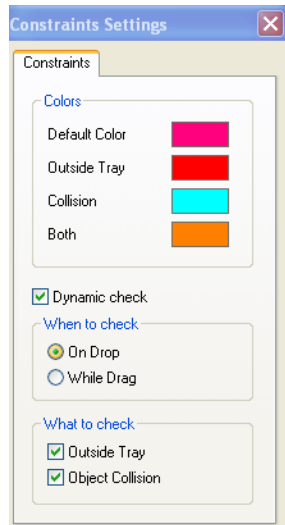 Constraints Settings
Constraints
Colors
Default Color
Outside Tray
Collision
Both
Dynamic check
When to check
On Drop
While Drag
What to check
Outside Tray
Object Collision